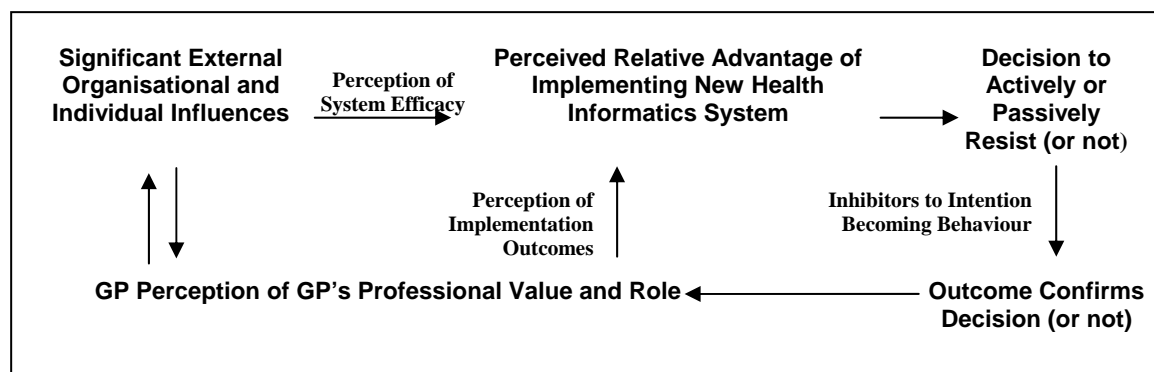 Significant External
Organisational and
Individual Influences
Perception of
System Efficacy
Perceived Relative Advantage of
Implementing New Health
Informatics System
Decision to
Actively or
Passively
Resist (or not)
Perception of
Implementation
Outcomes
Inhibitors to Intention
Becoming Behaviour
GP Perception of GP's Professional Value and Role
Outcome Confirms
Decision (or not)